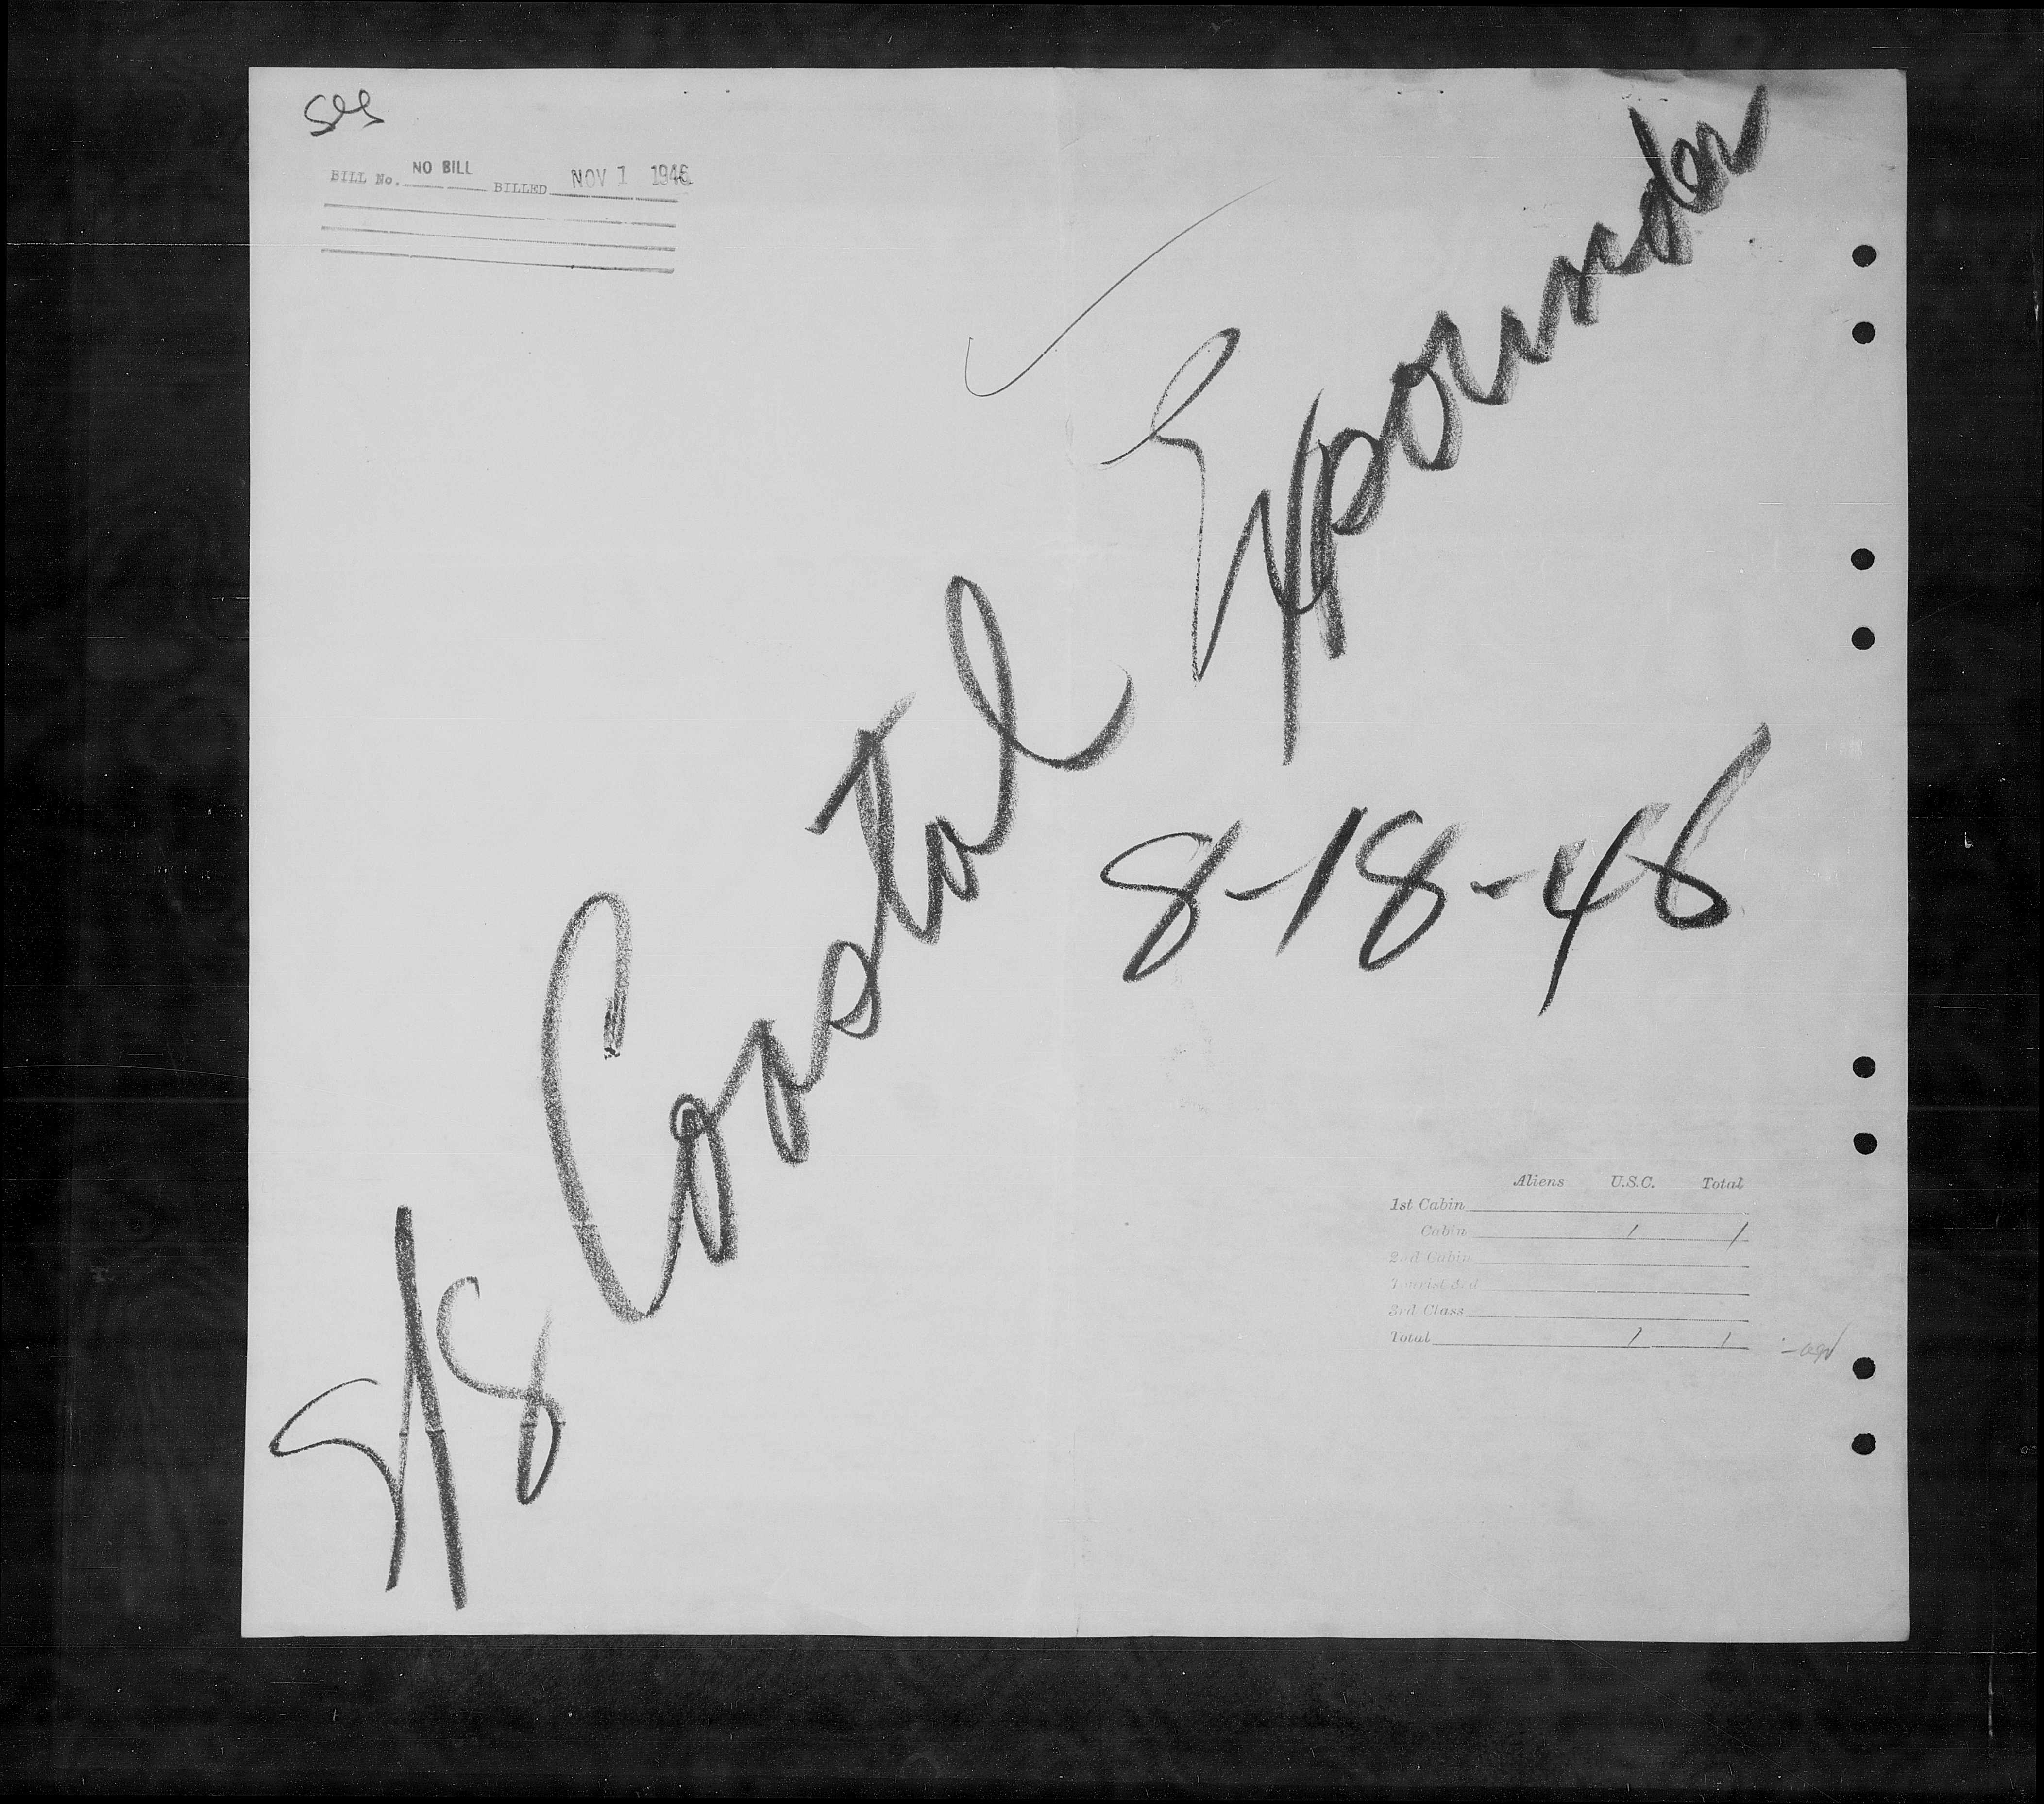 BILL No. NO BILL BILLED NOV 1 1946
S/S Coastal Expounder
8-18-46
Aliens U.S.C. Total
1st Cabin
Cabin 1 1
2nd Cabin
Tourist 3rd
3rd Class
Total 1 1